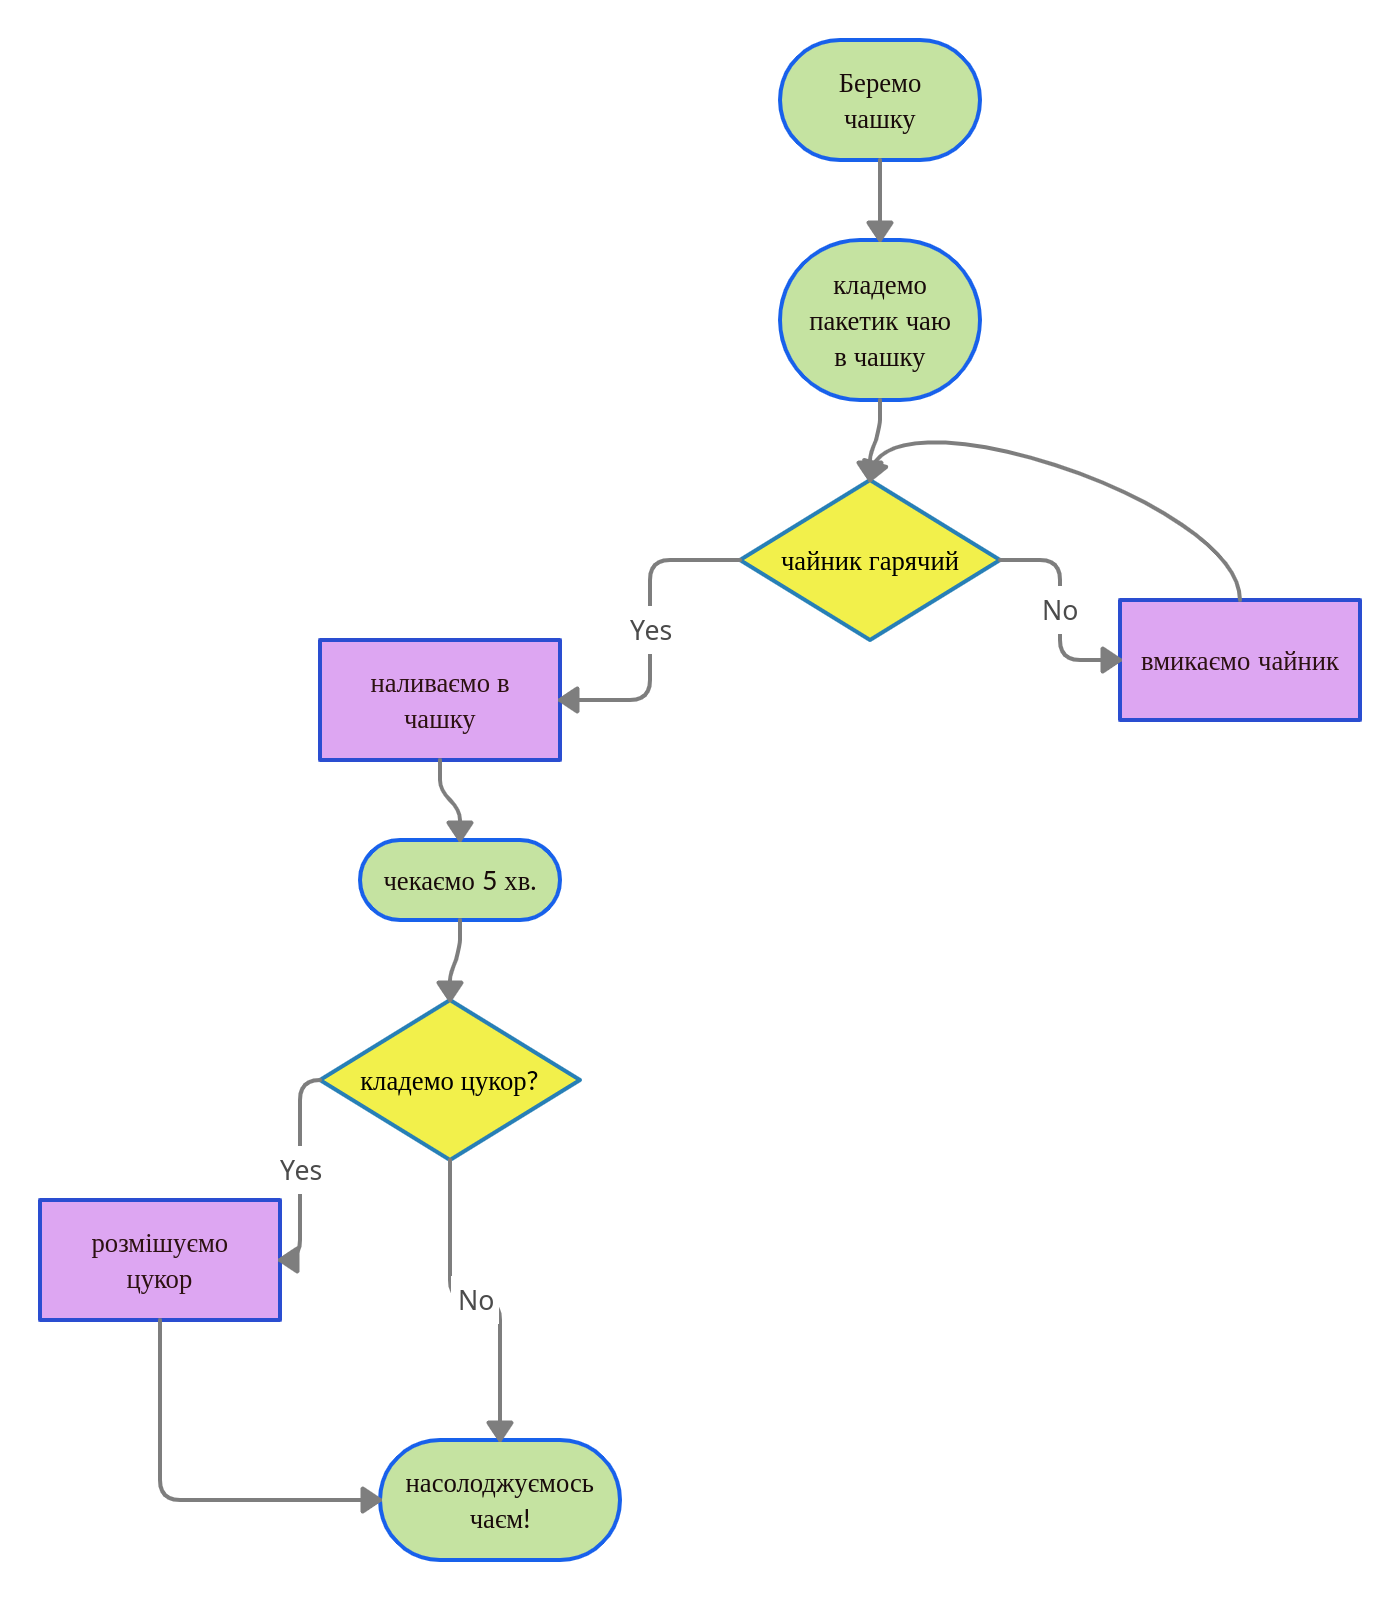 Беремо
чашку
кладемо
пакетик чаю
в чашку
чайник гарячий
No
Yes
вмикаємо чайник
наливаємо в
чашку
чекаємо 5 хв.
кладемо цукор?
Yes
розмішуємо
цукор
No
насолоджуємось
чаєм!